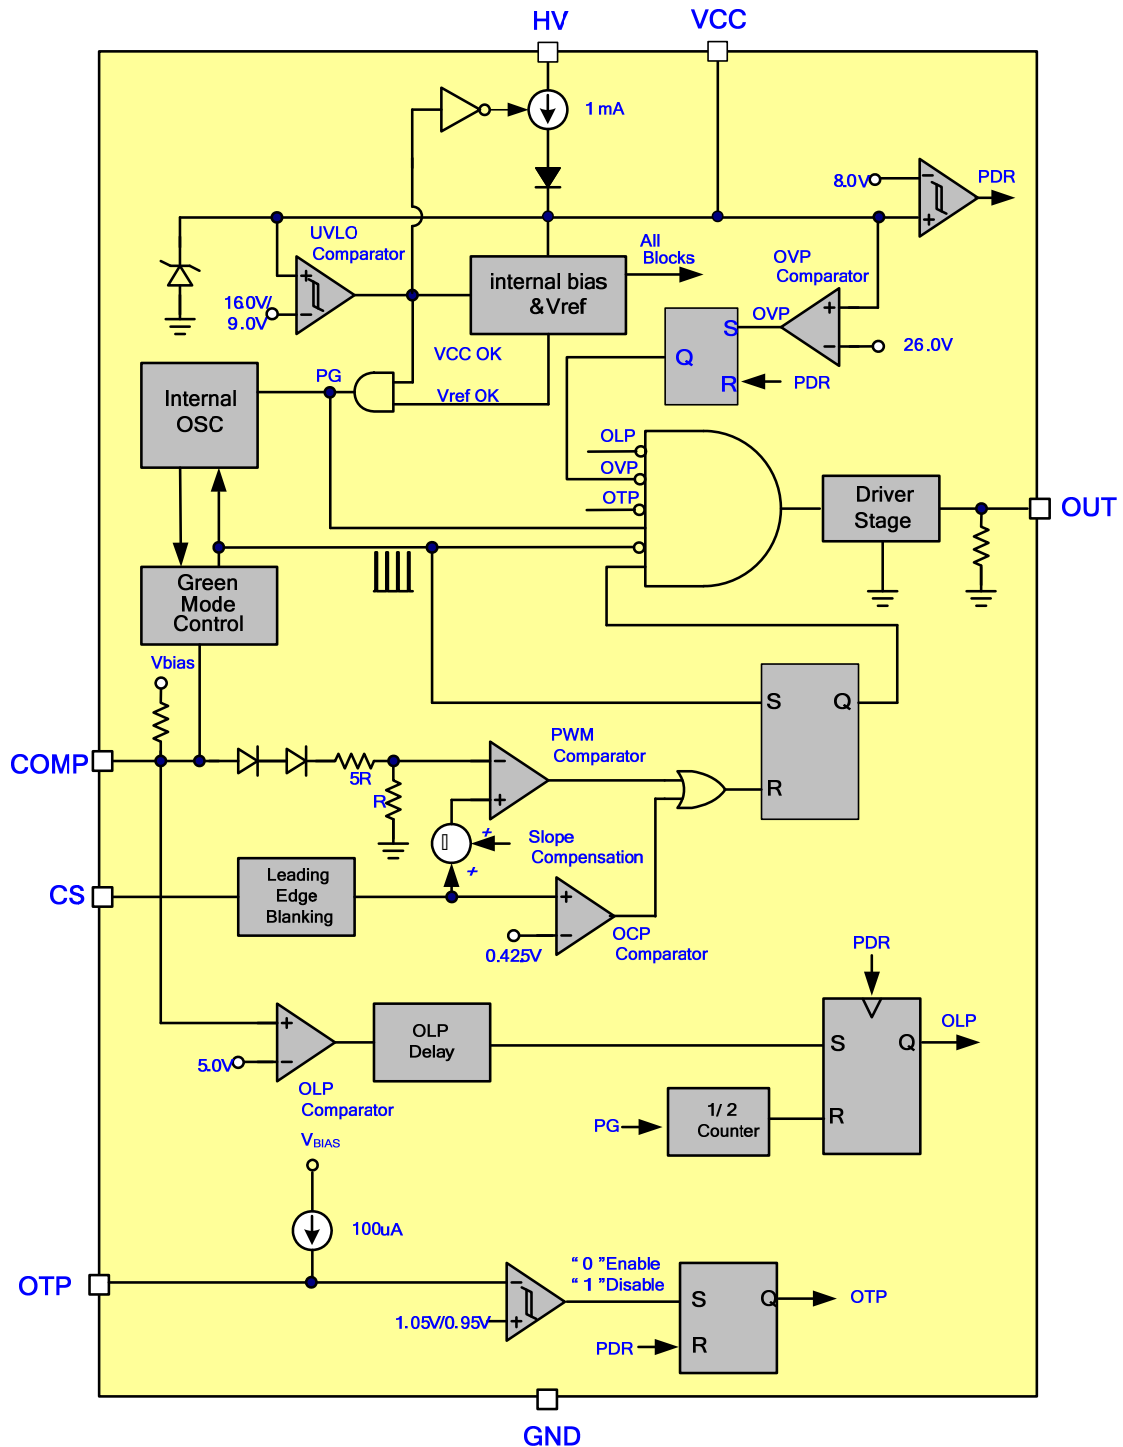 HV
VCC
1 mA
8.0V
PDR
UVLO
Comparator
All
Blocks
OVP
Comparator
internal bias
&Vref
16.0V/
9.0V
S
OVP
26.0V
Q
VCC OK
R
PDR
PG
Vref OK
Internal
OSC
OLP
OVP
OTP
Driver
Stage
OUT
Green
Mode
Control
Vbias
S
Q
PWM
Comparator
COMP
5R
R
R
Slope
Compensation
+
+
Leading
Edge
Blanking
CS
0.425V
OCP
Comparator
PDR
OLP
OLP
Delay
S
Q
5.0V
OLP
Comparator
1/ 2
Counter
R
PG
VBIAS
100uA
OTP
“ 0 ”Enable
“ 1 ”Disable
S
Q
OTP
1.05V/0.95V
PDR
R
GND